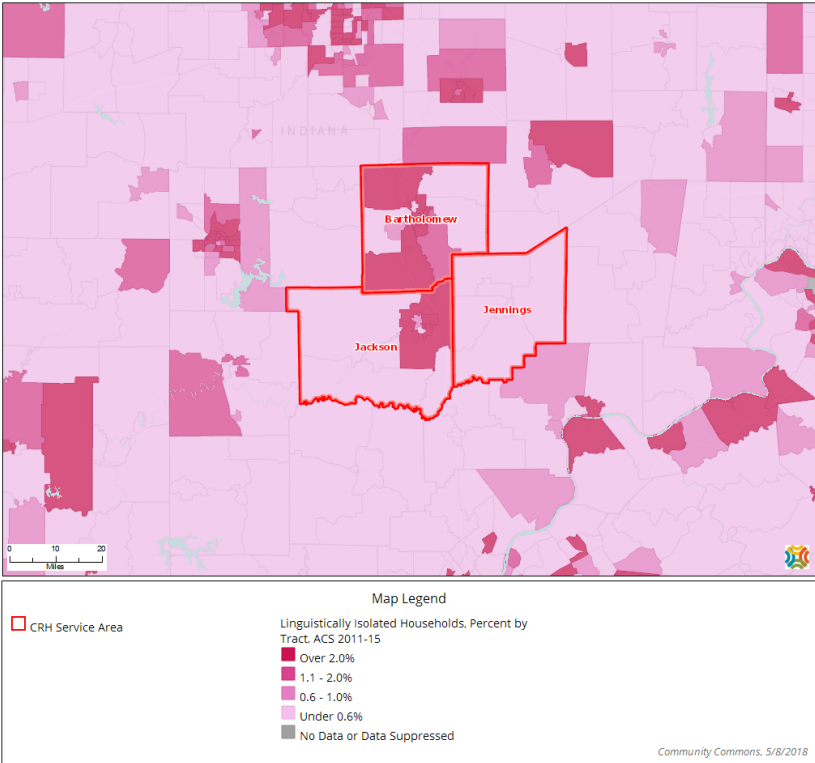 INDIANA
Bartholomew
Jennings
Jackson
0 10 20
Miles
Map Legend
CRH Service Area
Linguistically Isolated Households, Percent by
Tract, ACS 2011-15
Over 2.0%
1.1 - 2.0%
0.6 - 1.0%
Under 0.6%
No Data or Data Suppressed
Community Commons, 5/8/2018